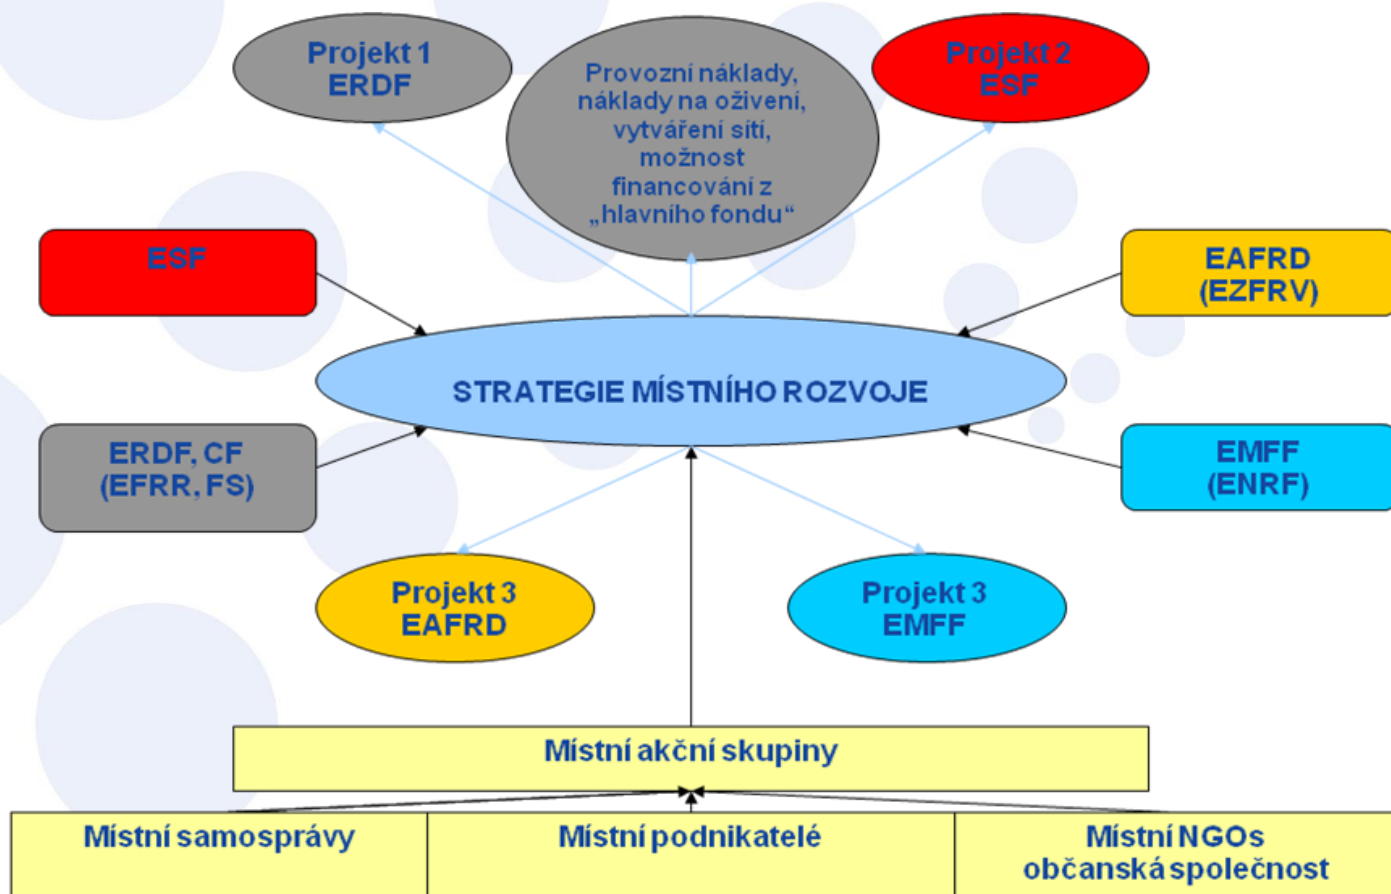 Projekt 1
ERDF
Provozní náklady,
náklady na oživení,
vytváření sítí,
možnost
financování z
„hlavního fondu“
Projekt 2
ESF
ESF
EAFRD
(EZFRV)
STRATEGIE MÍSTNÍHO ROZVOJE
ERDF, CF
(EFRR, FS)
EMFF
(ENRF)
Projekt 3
EAFRD
Projekt 3
EMFF
Místní akční skupiny
Místní samosprávy
Místní podnikatelé
Místní NGOs
občanská společnost